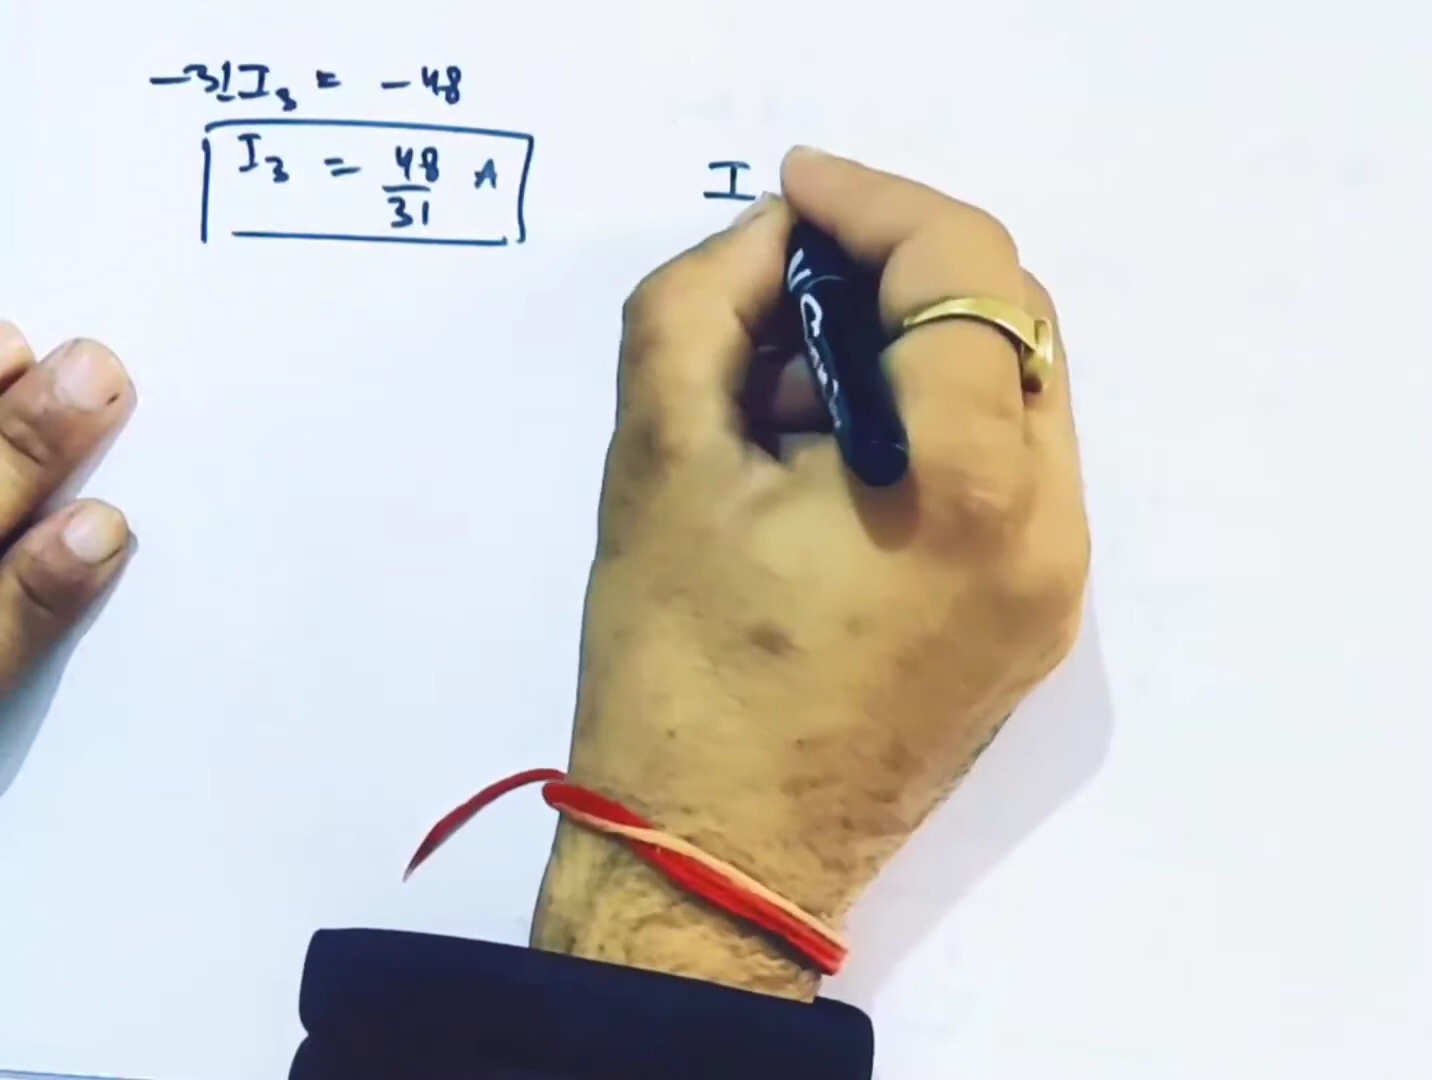 -31I₃ = -48
I₃ = 48/31 A
I